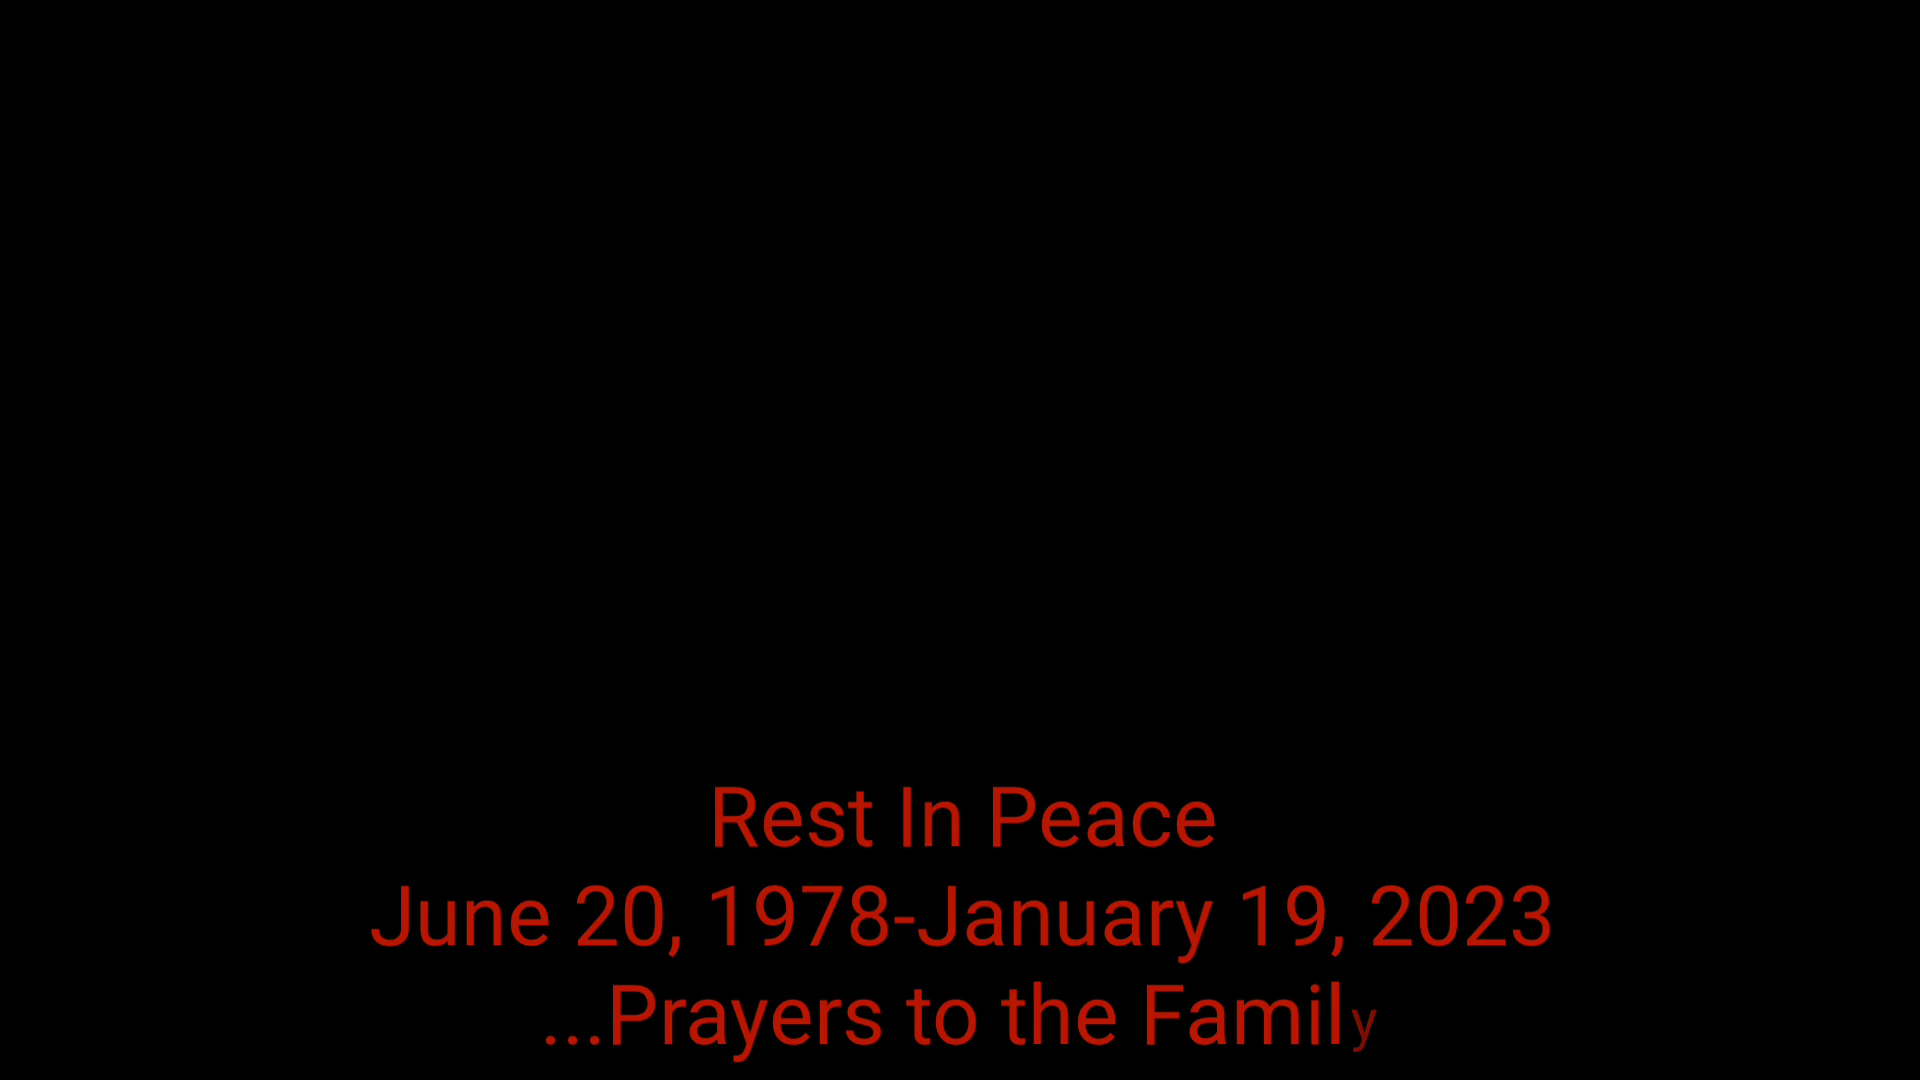 Rest In Peace
June 20, 1978-January 19, 2023
...Prayers to the Family